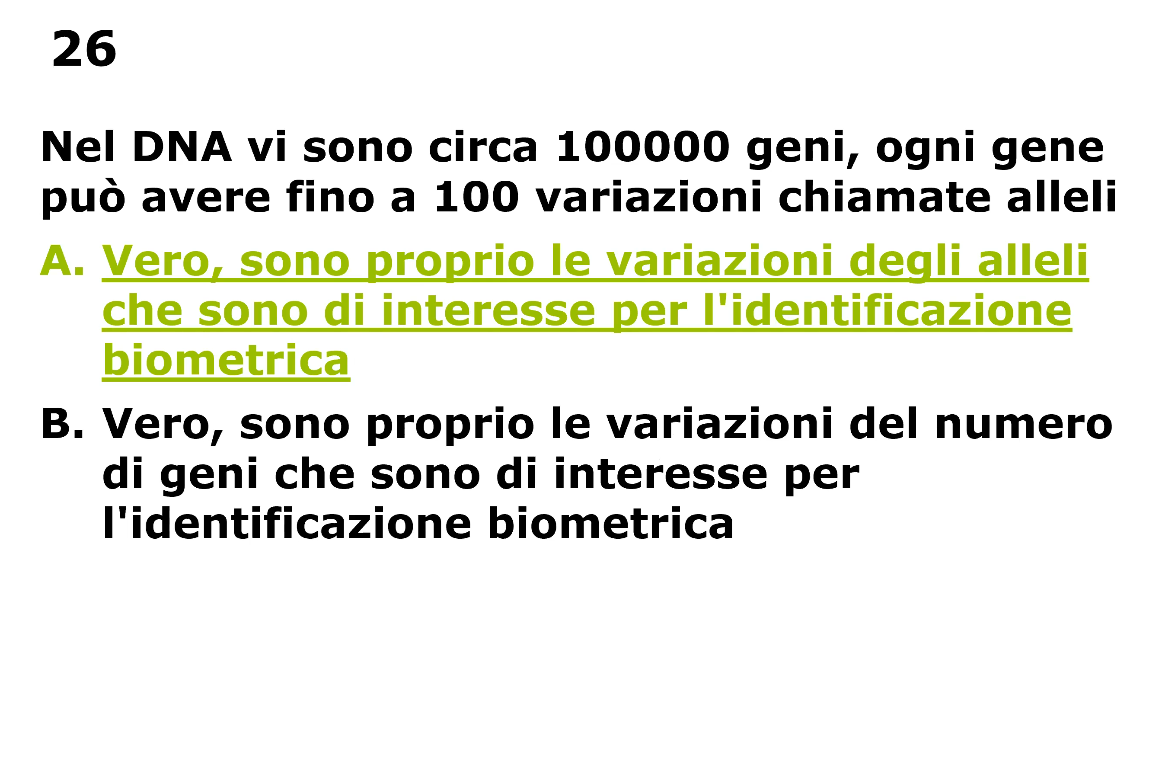 26
Nel DNA vi sono circa 100000 geni, ogni gene
può avere fino a 100 variazioni chiamate alleli
A. Vero, sono proprio le variazioni degli alleli
che sono di interesse per l'identificazione
biometrica
B. Vero, sono proprio le variazioni del numero
di geni che sono di interesse per
l'identificazione biometrica